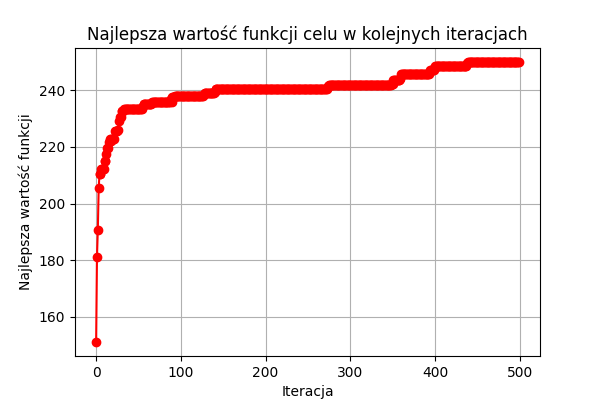 Najlepsza wartość funkcji celu w kolejnych iteracjach
Najlepsza wartość funkcji
240
220
200
180
160
0 100 200 300 400 500
Iteracja